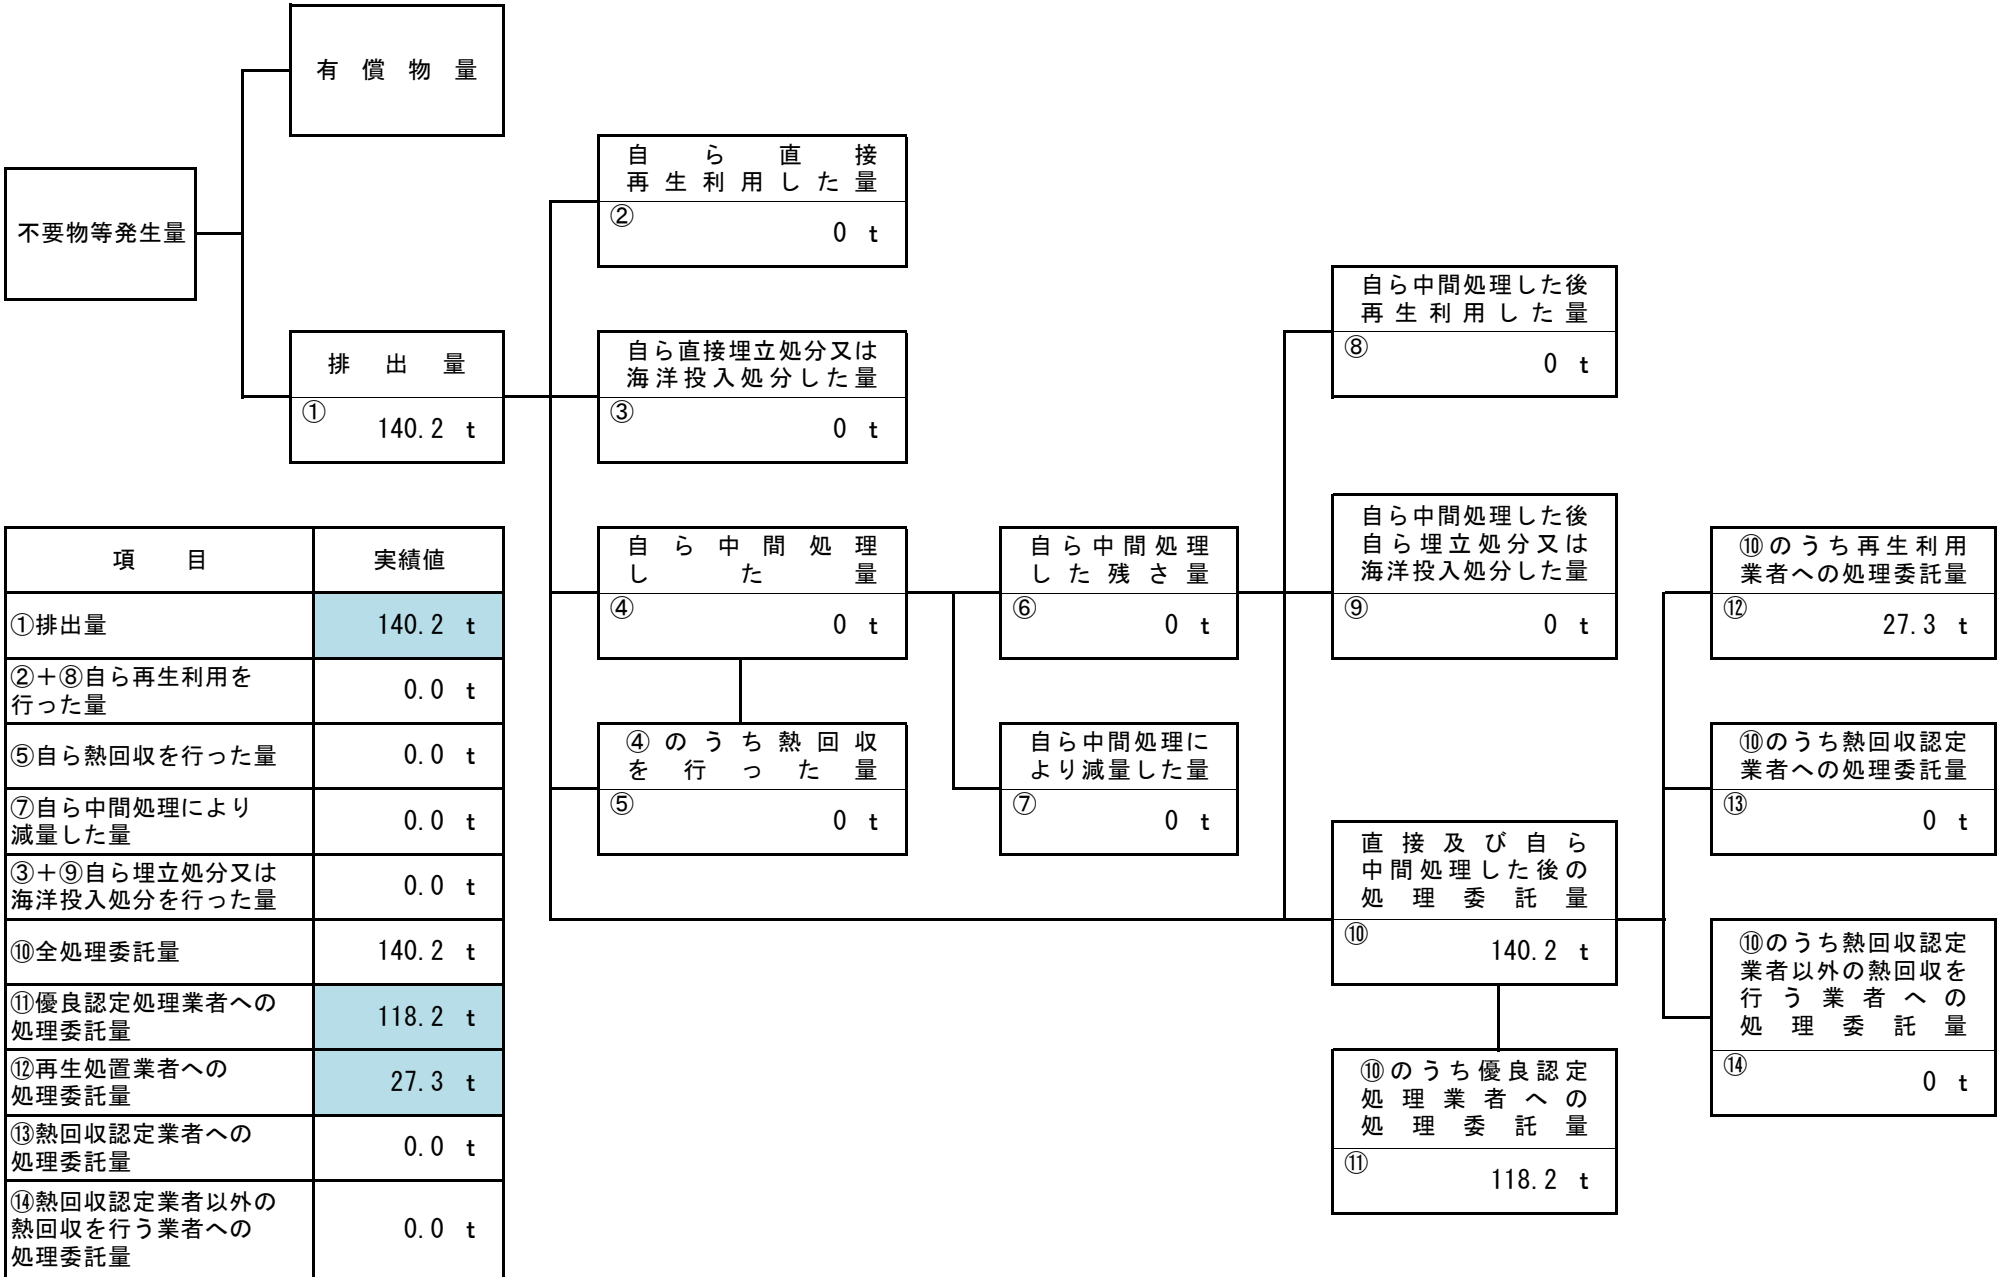 有償物量
不要物等発生量
排出量
①
140.2 t
自ら直接
再生利用した量
②
0 t
自ら直接埋立処分又は
海洋投入処分した量
③
0 t
自ら中間処理
した量
④
0 t
④のうち熱回収
を行った量
⑤
0 t
自ら中間処理
した残さ量
⑥
0 t
自ら中間処理に
より減量した量
⑦
0 t
自ら中間処理した後
再生利用した量
⑧
0 t
自ら中間処理した後
自ら埋立処分又は
海洋投入処分した量
⑨
0 t
直接及び自ら
中間処理した後の
処理委託量
⑩
140.2 t
⑩のうち優良認定
処理業者への
処理委託量
⑪
118.2 t
⑩のうち再生利用
業者への処理委託量
⑫
27.3 t
⑩のうち熱回収認定
業者への処理委託量
⑬
0 t
⑩のうち熱回収認定
業者以外の熱回収を
行う業者への
処理委託量
⑭
0 t
項目 実績値
①排出量 140.2 t
②＋⑧自ら再生利用を
行った量 0.0 t
⑤自ら熱回収を行った量 0.0 t
⑦自ら中間処理により
減量した量 0.0 t
③＋⑨自ら埋立処分又は
海洋投入処分を行った量 0.0 t
⑩全処理委託量 140.2 t
⑪優良認定処理業者への
処理委託量 118.2 t
⑫再生処置業者への
処理委託量 27.3 t
⑬熱回収認定業者への
処理委託量 0.0 t
⑭熱回収認定業者以外の
熱回収を行う業者への
処理委託量 0.0 t